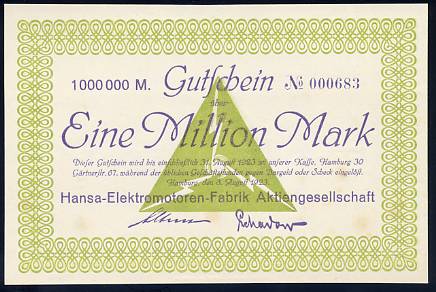 1000 000 M. Gutschein № 000683
über
Eine Million Mark
Dieser Gutschein wird bis einschließlich 31. August 1923 an unserer Kasse, Hamburg 30
Gärtnerstr. 67, während der üblichen Geschäftsstunden gegen Bargeld oder Scheck eingelöst.
Hamburg, den 8. August 1923.
Hansa-Elektromotoren-Fabrik Aktiengesellschaft